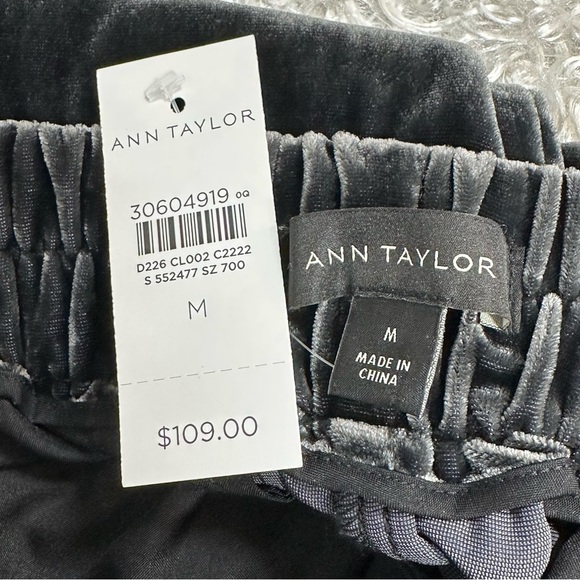 ANN TAYLOR
30604919 0Q
D226 CL002 C2222
S 552477 SZ 700
M
$109.00
ANN TAYLOR
M
MADE IN
CHINA